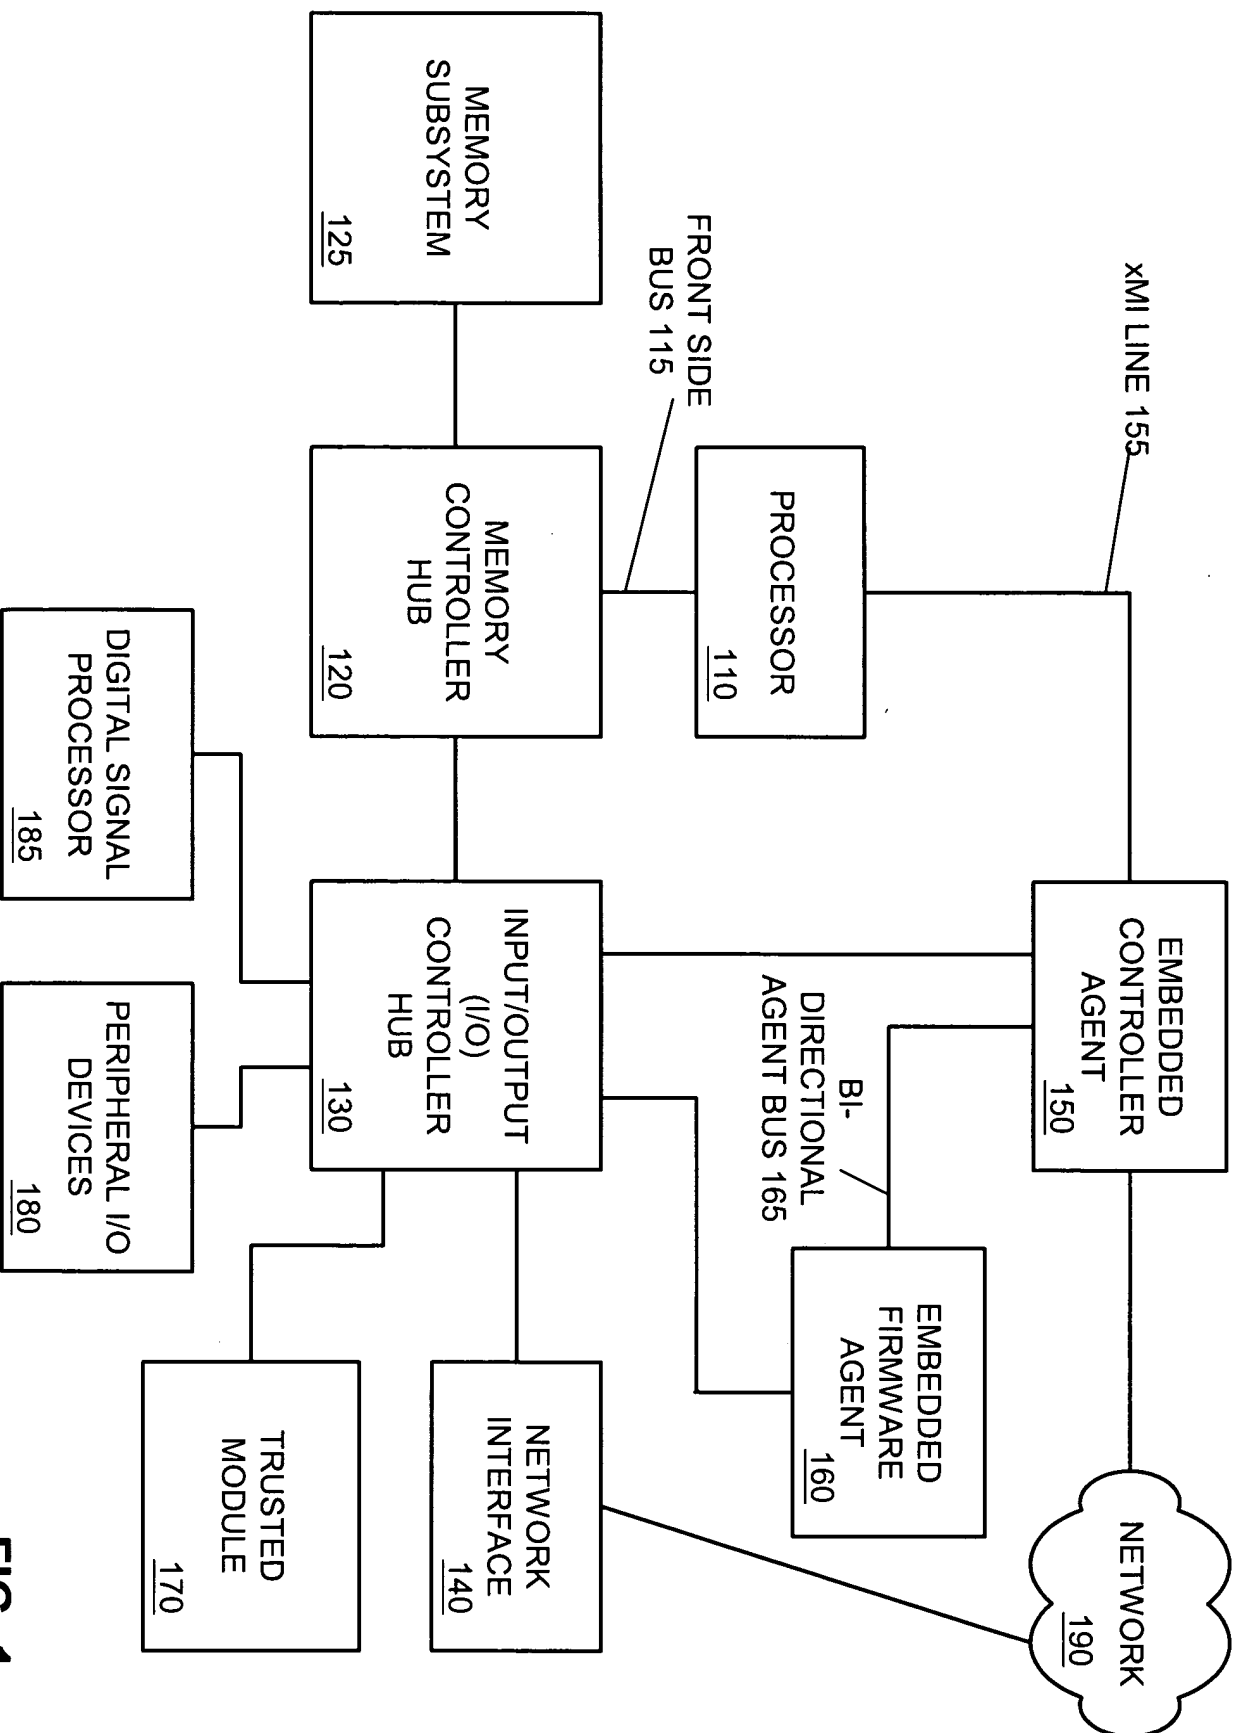 xMI LINE 155
EMBEDDED
CONTROLLER
AGENT
150
NETWORK
190
FRONT SIDE
BUS 115
PROCESSOR
110
BI-
DIRECTIONAL
AGENT BUS 165
EMBEDDED
FIRMWARE
AGENT
160
MEMORY
SUBSYSTEM
125
MEMORY
CONTROLLER
HUB
120
INPUT/OUTPUT
(I/O)
CONTROLLER
HUB
130
NETWORK
INTERFACE
140
TRUSTED
MODULE
170
DIGITAL SIGNAL
PROCESSOR
185
PERIPHERAL I/O
DEVICES
180
FIG. 1